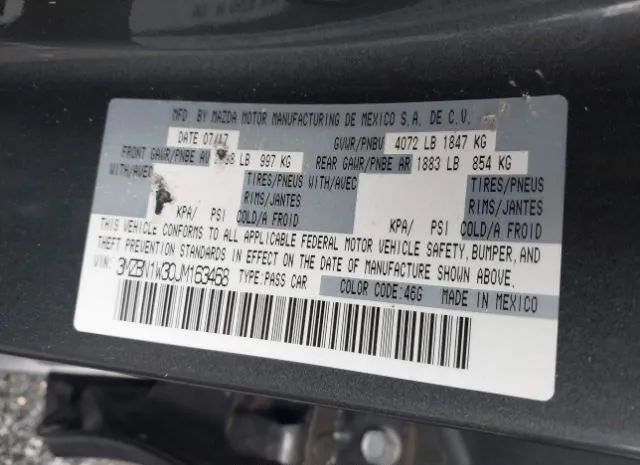 MFD. BY MAZDA MOTOR MANUFACTURING DE MEXICO S.A. DE C.V.
DATE 07/17 GVWR/PNBV 4072 LB 1847 KG
FRONT GAWR/PNBE AV LB 997 KG REAR GAWR/PNBE AR 1883 LB 854 KG
WITH/AVEC TIRES/PNEUS WITH/AVEC TIRES/PNEUS
RIMS/JANTES RIMS/JANTES
KPA/ PSI COLD/A FROID KPA/ PSI COLD/A FROID
THIS VEHICLE CONFORMS TO ALL APPLICABLE FEDERAL MOTOR VEHICLE SAFETY, BUMPER, AND
THEFT PREVENTION STANDARDS IN EFFECT ON THE DATE OF MANUFACTURE SHOWN ABOVE.
VIN: 3MZBN1W30JM163468 TYPE:PASS CAR
COLOR CODE:46G MADE IN MEXICO